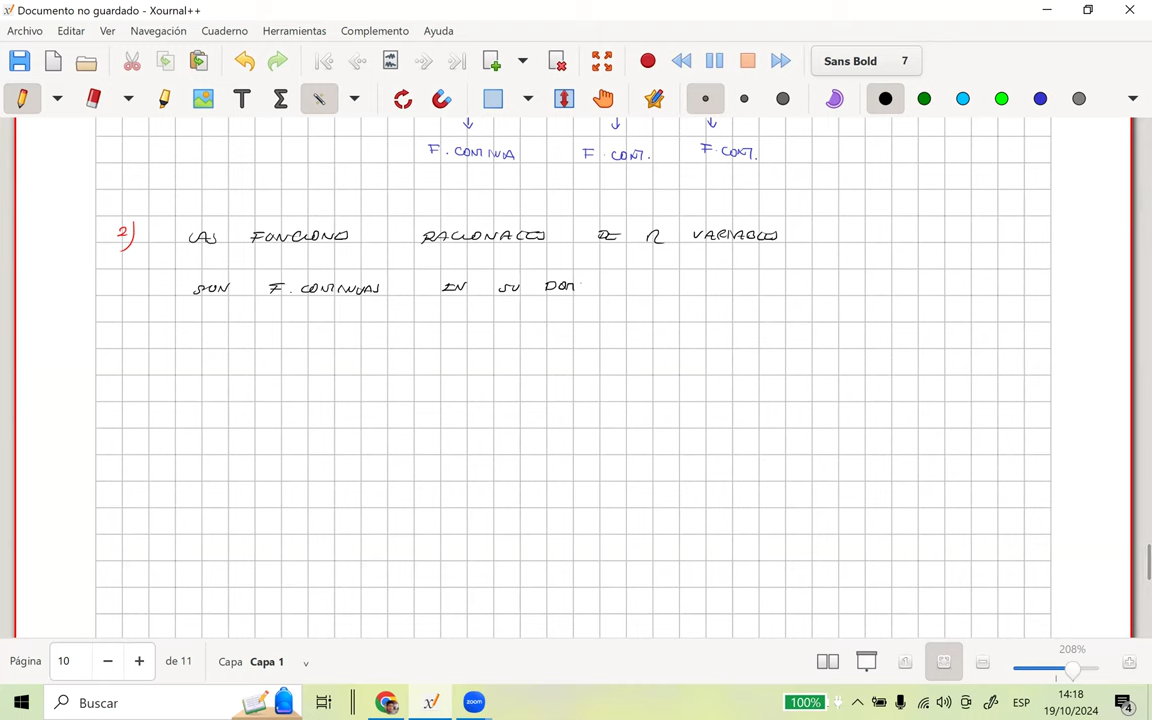 Documento no guardado - Xournal++
Archivo Editar Ver Navegación Cuaderno Herramientas Complemento Ayuda
Sans Bold 7
F. CONTINUA F. CONT. F. CONT.
2) LAS FUNCIONES RACIONALES DE n VARIABLES
SON F. CONTINUAS EN SU DOM
Página 10 de 11 Capa Capa 1 208%
Buscar
zoom
100% ESP 14:18
19/10/2024
4